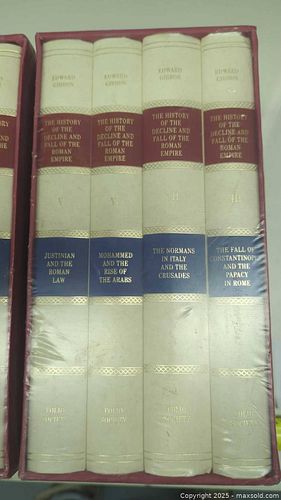 EDWARD
GIBBON
THE HISTORY
OF THE
DECLINE AND
FALL OF THE
ROMAN
EMPIRE
V
JUSTINIAN
AND THE
ROMAN
LAW
FOLIO
SOCIETY
EDWARD
GIBBON
THE HISTORY
OF THE
DECLINE AND
FALL OF THE
ROMAN
EMPIRE
MOHAMMED
AND THE
RISE OF
THE ARABS
FOLIO
SOCIETY
EDWARD
GIBBON
THE HISTORY
OF THE
DECLINE AND
FALL OF THE
ROMAN
EMPIRE
THE NORMANS
IN ITALY
AND THE
CRUSADES
FOLIO
SOCIETY
EDWARD
GIBBON
THE HISTORY
OF THE
DECLINE AND
FALL OF THE
ROMAN
EMPIRE
THE FALL OF
CONSTANTINOPLE
AND THE
PAPACY
IN ROME
FOLIO
SOCIETY
Copyright 2025 - maxsold.com